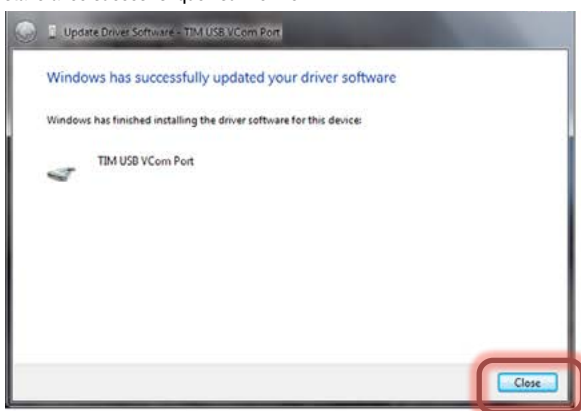 Update Driver Software - TIM USB VCom Port
Windows has successfully updated your driver software
Windows has finished installing the driver software for this device:
TIM USB VCom Port
Close